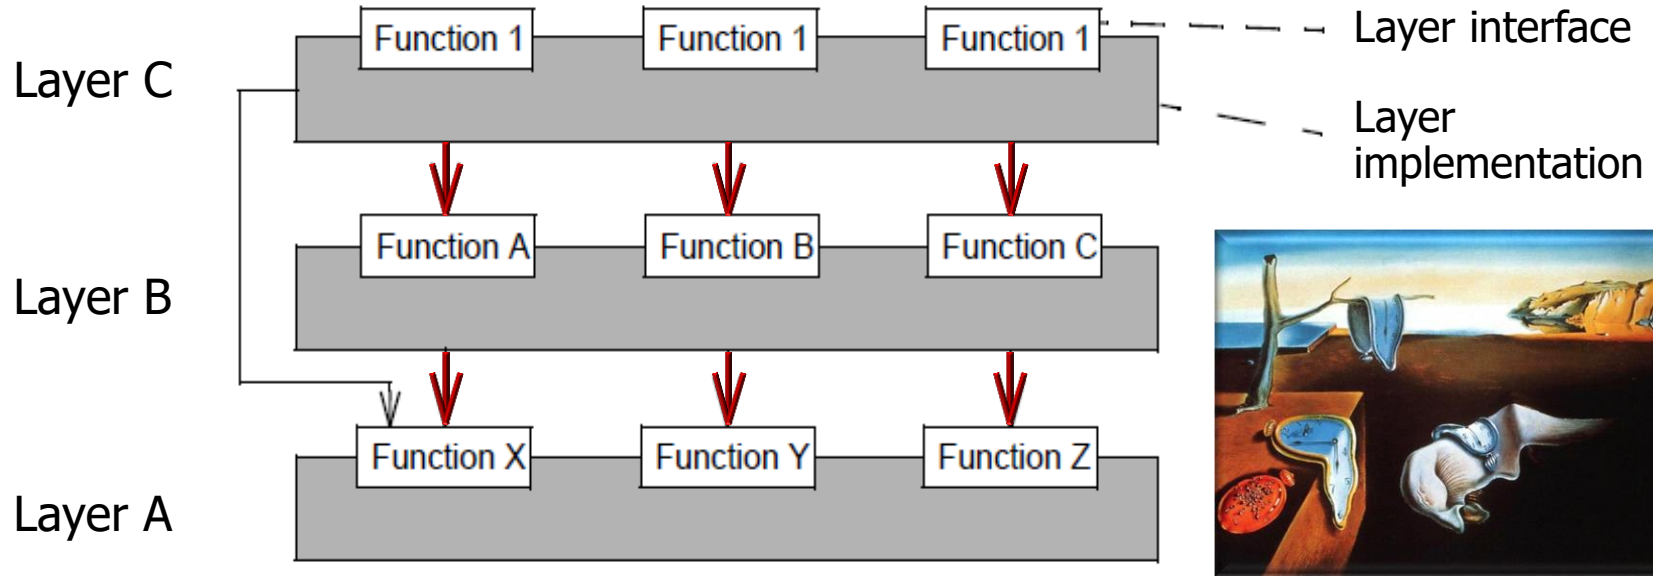 Function 1
Function 1
Function 1
Layer interface
Layer C
Layer
implementation
Function A
Function B
Function C
Layer B
Function X
Function Y
Function Z
Layer A